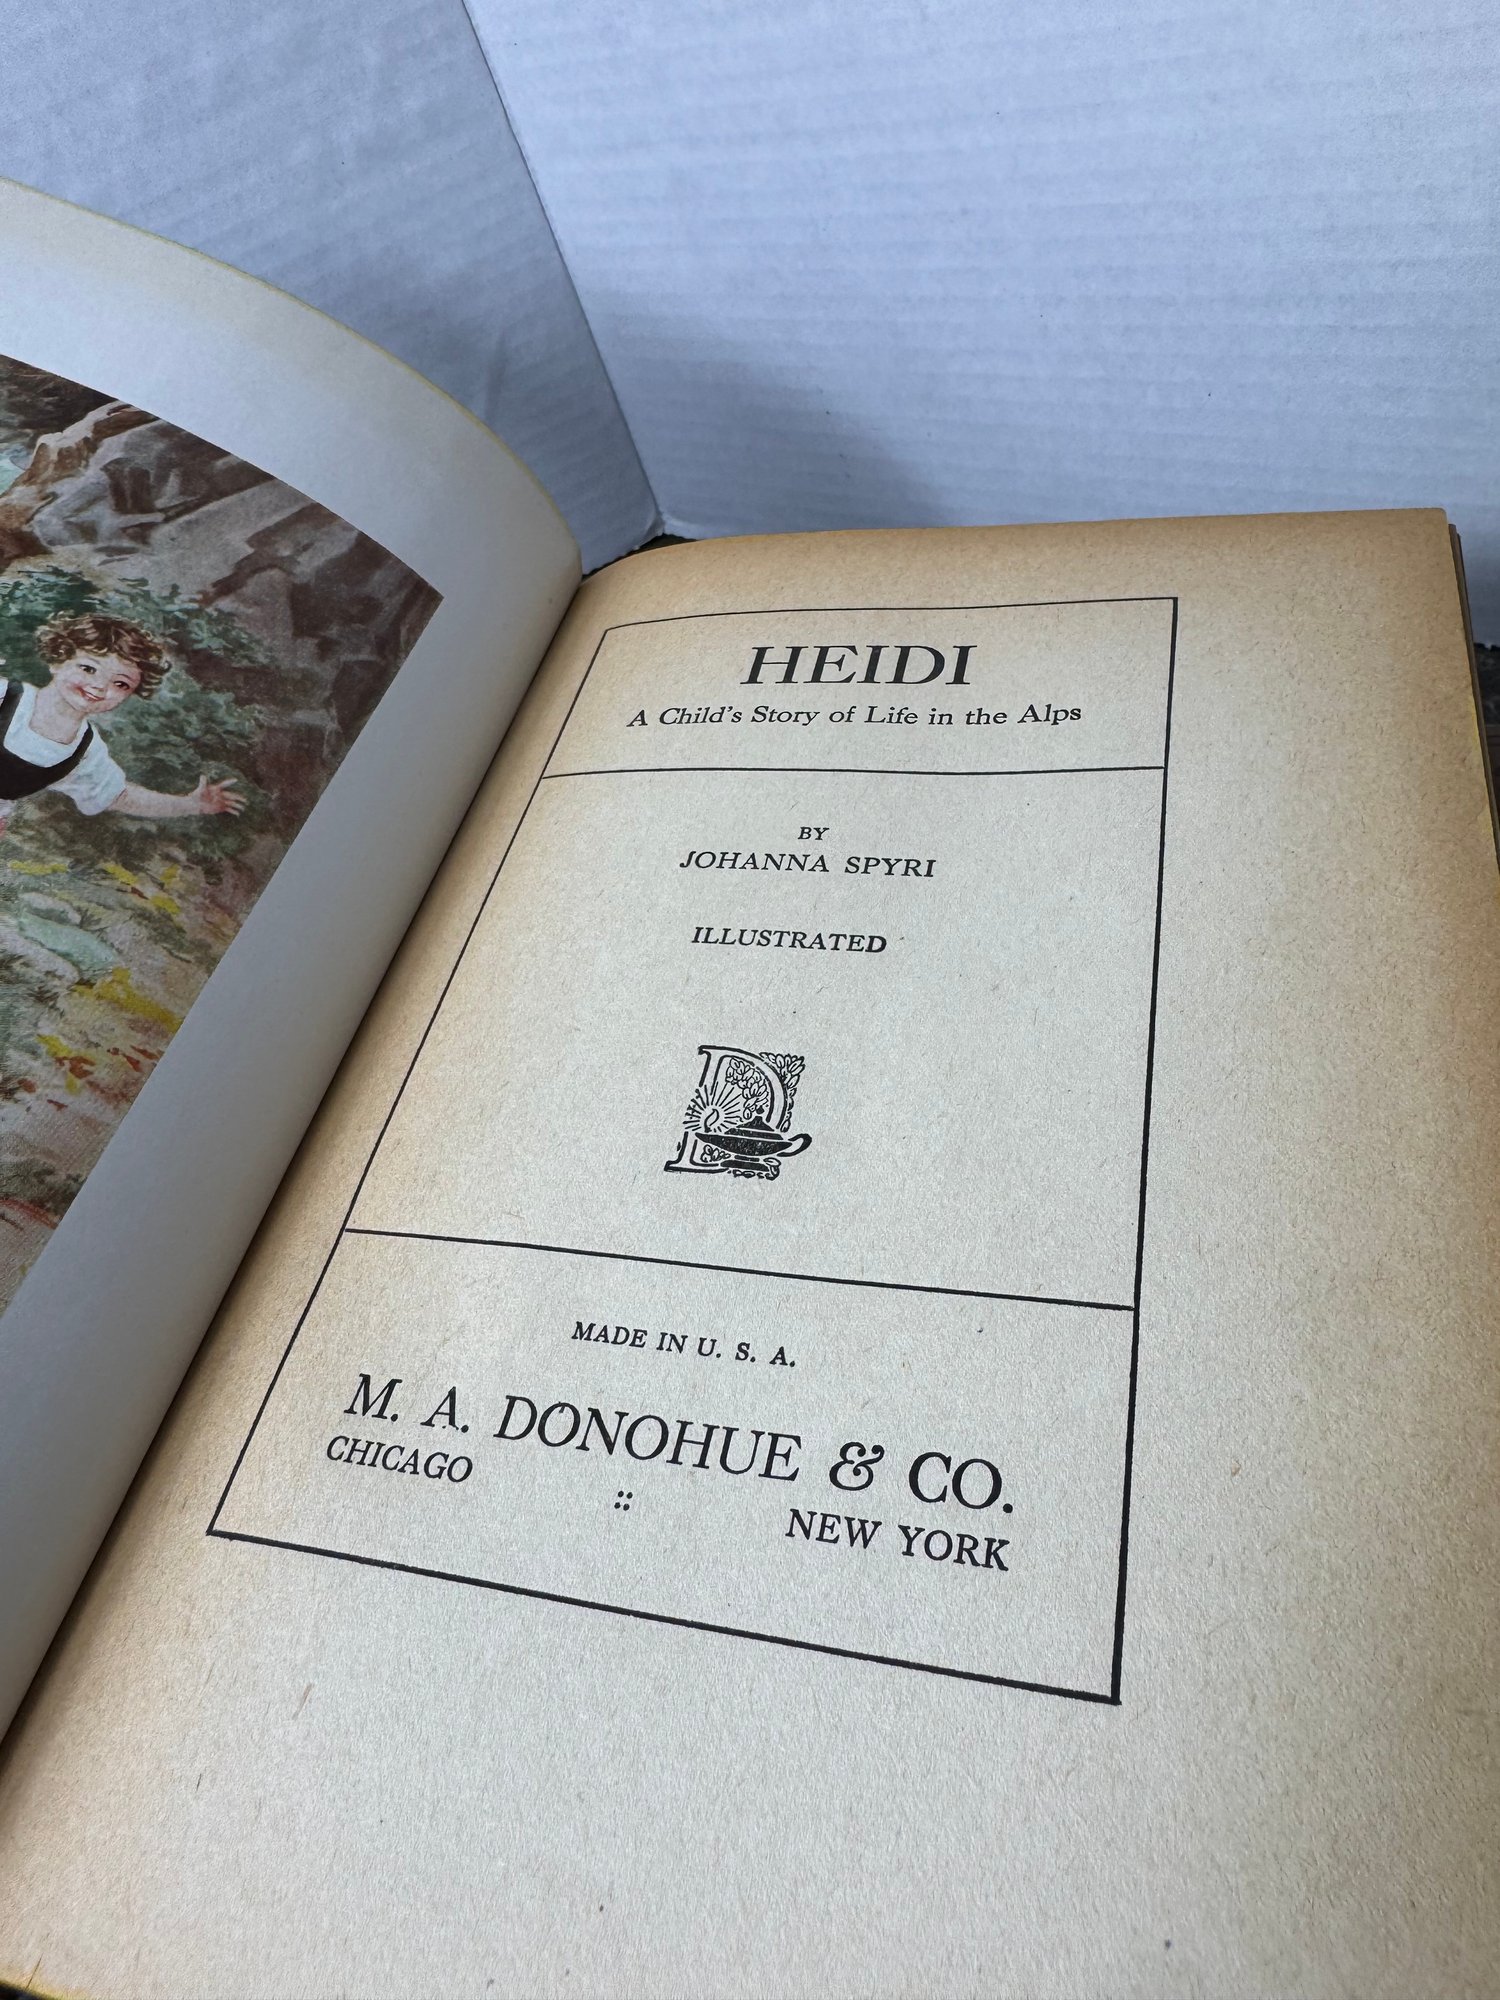 HEIDI
A Child's Story of Life in the Alps
BY
JOHANNA SPYRI
ILLUSTRATED
D
MADE IN U. S. A.
M. A. DONOHUE & CO.
CHICAGO :: NEW YORK